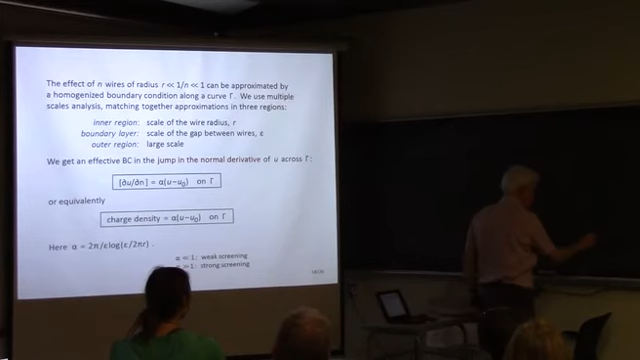 The effect of n wires of radius r ≪ 1/n ≪ 1 can be approximated by
a homogenized boundary condition along a curve Γ. We use multiple
scales analysis, matching together approximations in three regions:
inner region: scale of the wire radius, r
boundary layer: scale of the gap between wires, ε
outer region: large scale
We get an effective BC in the jump in the normal derivative of u across Γ:
[∂u/∂n] = α(u−u₀) on Γ
or equivalently
charge density = α(u−u₀) on Γ
Here α = 2π/εlog(ε/2πr) .
α ≪ 1: weak screening
≫ 1: strong screening